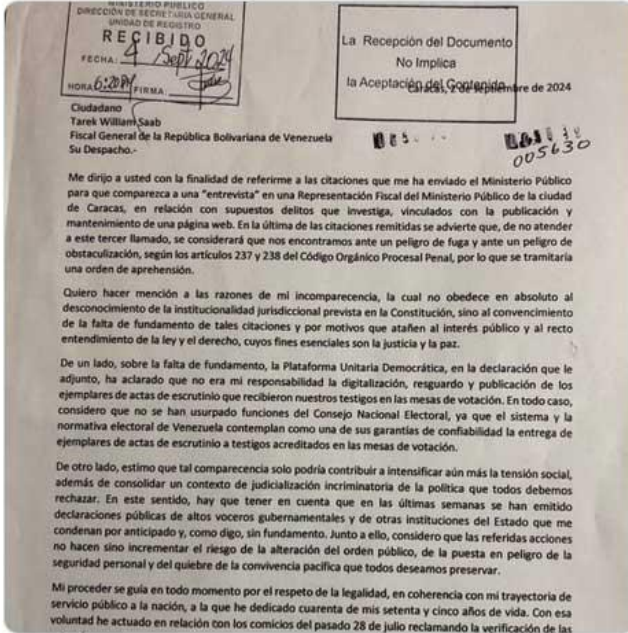 MINISTERIO PÚBLICO
DIRECCIÓN DE SECRETARIA GENERAL
UNIDAD DE REGISTRO
RECIBIDO
FECHA: 4 /Sept/2024
HORA 6:20PM FIRMA:
La Recepción del Documento
No Implica
la Aceptación del Contenido
Caracas, 2 de septiembre de 2024
Ciudadano
Tarek William Saab
Fiscal General de la República Bolivariana de Venezuela
Su Despacho.-
005630
Me dirijo a usted con la finalidad de referirme a las citaciones que me ha enviado el Ministerio Público
para que comparezca a una "entrevista" en una Representación Fiscal del Ministerio Público de la ciudad
de Caracas, en relación con supuestos delitos que investiga, vinculados con la publicación y
mantenimiento de una página web. En la última de las citaciones remitidas se advierte que, de no atender
a este tercer llamado, se considerará que nos encontramos ante un peligro de fuga y ante un peligro de
obstaculización, según los artículos 237 y 238 del Código Orgánico Procesal Penal, por lo que se tramitaría
una orden de aprehensión.
Quiero hacer mención a las razones de mi incomparecencia, la cual no obedece en absoluto al
desconocimiento de la institucionalidad jurisdiccional prevista en la Constitución, sino al convencimiento
de la falta de fundamento de tales citaciones y por motivos que atañen al interés público y al recto
entendimiento de la ley y el derecho, cuyos fines esenciales son la justicia y la paz.
De un lado, sobre la falta de fundamento, la Plataforma Unitaria Democrática, en la declaración que le
adjunto, ha aclarado que no era mi responsabilidad la digitalización, resguardo y publicación de los
ejemplares de actas de escrutinio que recibieron nuestros testigos en las mesas de votación. En todo caso,
considero que no se han usurpado funciones del Consejo Nacional Electoral, ya que el sistema y la
normativa electoral de Venezuela contemplan como una de sus garantías de confiabilidad la entrega de
ejemplares de actas de escrutinio a testigos acreditados en las mesas de votación.
De otro lado, estimo que tal comparecencia solo podría contribuir a intensificar aún más la tensión social,
además de consolidar un contexto de judicialización incriminatoria de la política que todos debemos
rechazar. En este sentido, hay que tener en cuenta que en las últimas semanas se han emitido
declaraciones públicas de altos voceros gubernamentales y de otras instituciones del Estado que me
condenan por anticipado y, como digo, sin fundamento. Junto a ello, considero que las referidas acciones
no hacen sino incrementar el riesgo de la alteración del orden público, de la puesta en peligro de la
seguridad personal y del quiebre de la convivencia pacífica que todos deseamos preservar.
Mi proceder se guía en todo momento por el respeto de la legalidad, en coherencia con mi trayectoria de
servicio público a la nación, a la que he dedicado cuarenta de mis setenta y cinco años de vida. Con esa
voluntad he actuado en relación con los comicios del pasado 28 de julio reclamando la verificación de las